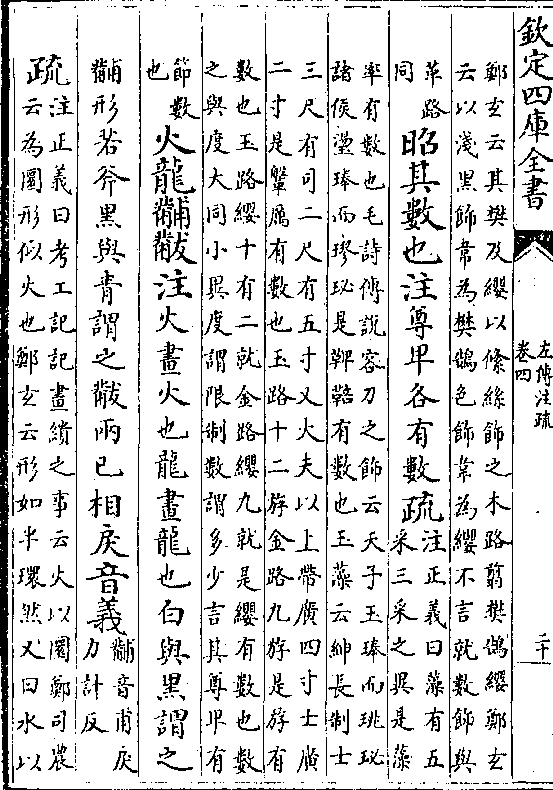 欽定四庫全書
左傳注疏
卷四
二十
鄭玄云其樊及纓以絛絲飾之木路翦樊鵠纓鄭玄
云以淺黑飾韋為樊鵠色飾韋為纓不言就數飾與
革路
同
昭其數也注尊卑各有數疏
注正義曰藻有五
采三采之異是藻
率有數也毛詩傳說容刀之飾云天子玉琫而珧珌
諸侯璗琫而璆珌是鞞鞛有數也玉藻云紳長制士
三尺有司二尺有五寸又大夫以上帶廣四寸士廣
二寸是鞶厲有數也玉路十二斿金路九斿是斿有
數也玉路纓十有二就金路纓九就是纓有數也數
之與度大同小異度謂限制數謂多少言其尊卑有
節數
也
火龍黼黻注火畫火也龍畫龍也白與黑謂之
黼形若斧黑與青謂之黻兩已相戾音義
黼音甫戾
力計反
疏
注正義曰考工記記畫繢之事云火以圜鄭司農
云為圜形似火也鄭玄云形如半環然又曰水以